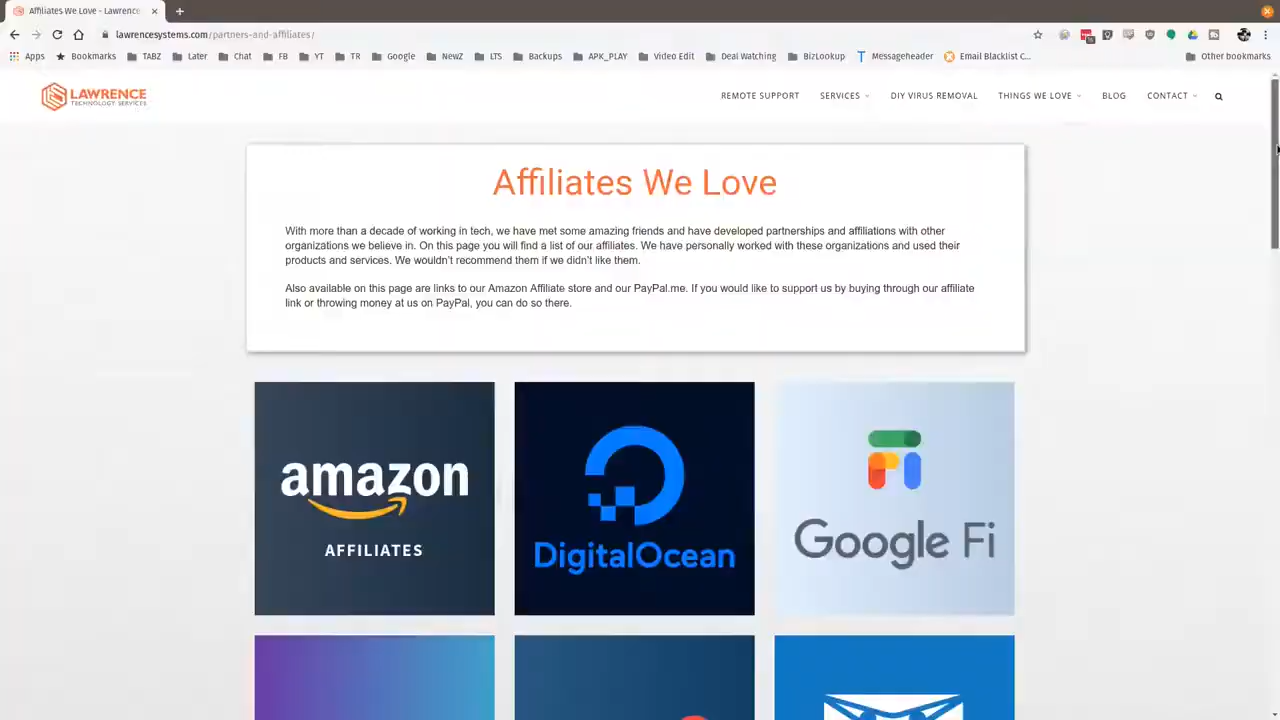 Affiliates We Love - Lawrence
lawrencesystems.com/partners-and-affiliates/
Apps Bookmarks TABZ Later Chat FB YT TR Google NewZ LTS Backups APK_PLAY Video Edit Deal Watching BizLookup Messageheader Email Blacklist C... Other bookmarks
LAWRENCE
TECHNOLOGY SERVICES
REMOTE SUPPORT SERVICES DIY VIRUS REMOVAL THINGS WE LOVE BLOG CONTACT
Affiliates We Love
With more than a decade of working in tech, we have met some amazing friends and have developed partnerships and affiliations with other
organizations we believe in. On this page you will find a list of our affiliates. We have personally worked with these organizations and used their
products and services. We wouldn't recommend them if we didn't like them.
Also available on this page are links to our Amazon Affiliate store and our PayPal.me. If you would like to support us by buying through our affiliate
link or throwing money at us on PayPal, you can do so there.
amazon
AFFILIATES
DigitalOcean
Google Fi